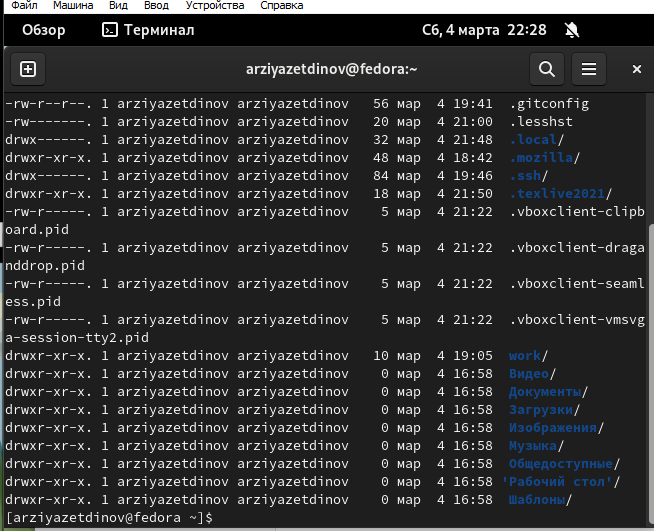 Файл Машина Вид Ввод Устройства Справка
Обзор Терминал Сб, 4 марта 22:28
arziyazetdinov@fedora:~
-rw-r--r--. 1 arziyazetdinov arziyazetdinov 56 мар 4 19:41 .gitconfig
-rw-------. 1 arziyazetdinov arziyazetdinov 20 мар 4 21:00 .lesshst
drwx------. 1 arziyazetdinov arziyazetdinov 32 мар 4 21:48 .local/
drwxr-xr-x. 1 arziyazetdinov arziyazetdinov 48 мар 4 18:42 .mozilla/
drwx------. 1 arziyazetdinov arziyazetdinov 84 мар 4 19:46 .ssh/
drwxr-xr-x. 1 arziyazetdinov arziyazetdinov 18 мар 4 21:50 .texlive2021/
-rw-r-----. 1 arziyazetdinov arziyazetdinov 5 мар 4 21:22 .vboxclient-clipb
oard.pid
-rw-r-----. 1 arziyazetdinov arziyazetdinov 5 мар 4 21:22 .vboxclient-draga
nddrop.pid
-rw-r-----. 1 arziyazetdinov arziyazetdinov 5 мар 4 21:22 .vboxclient-seaml
ess.pid
-rw-r-----. 1 arziyazetdinov arziyazetdinov 5 мар 4 21:22 .vboxclient-vmsvg
a-session-tty2.pid
drwxr-xr-x. 1 arziyazetdinov arziyazetdinov 10 мар 4 19:05 work/
drwxr-xr-x. 1 arziyazetdinov arziyazetdinov 0 мар 4 16:58 Видео/
drwxr-xr-x. 1 arziyazetdinov arziyazetdinov 0 мар 4 16:58 Документы/
drwxr-xr-x. 1 arziyazetdinov arziyazetdinov 0 мар 4 16:58 Загрузки/
drwxr-xr-x. 1 arziyazetdinov arziyazetdinov 0 мар 4 16:58 Изображения/
drwxr-xr-x. 1 arziyazetdinov arziyazetdinov 0 мар 4 16:58 Музыка/
drwxr-xr-x. 1 arziyazetdinov arziyazetdinov 0 мар 4 16:58 Общедоступные/
drwxr-xr-x. 1 arziyazetdinov arziyazetdinov 0 мар 4 16:58 'Рабочий стол'/
drwxr-xr-x. 1 arziyazetdinov arziyazetdinov 0 мар 4 16:58 Шаблоны/
[arziyazetdinov@fedora ~]$